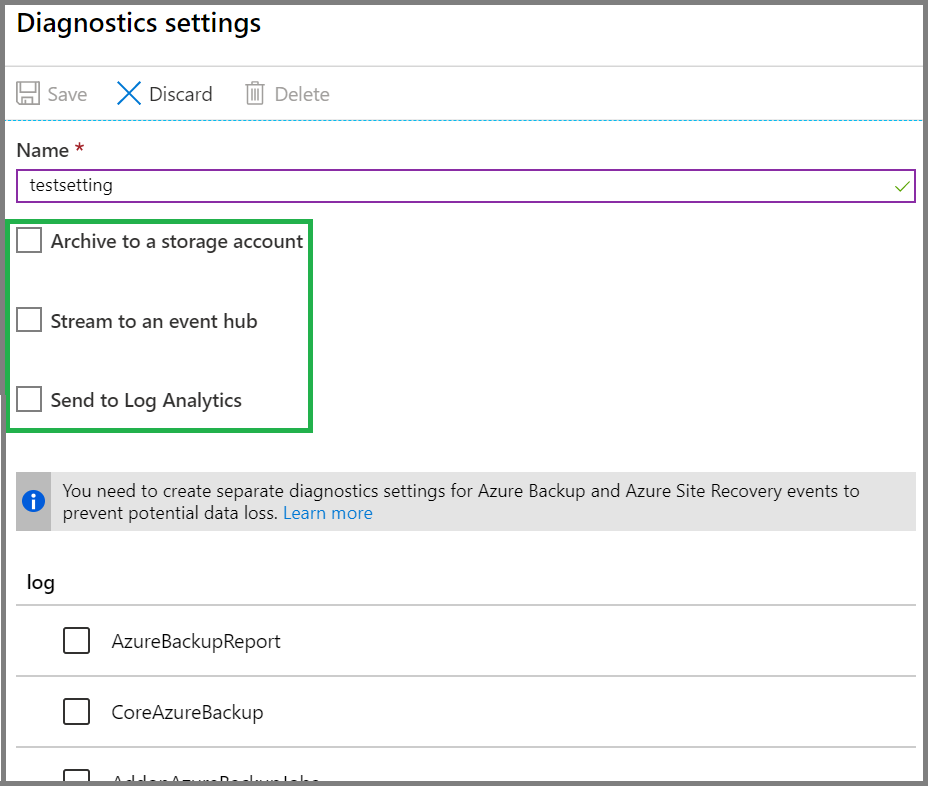 Diagnostics settings
Save Discard Delete
Name *
testsetting
Archive to a storage account
Stream to an event hub
Send to Log Analytics
You need to create separate diagnostics settings for Azure Backup and Azure Site Recovery events to
prevent potential data loss. Learn more
log
AzureBackupReport
CoreAzureBackup
AddonAzureBackupJobs